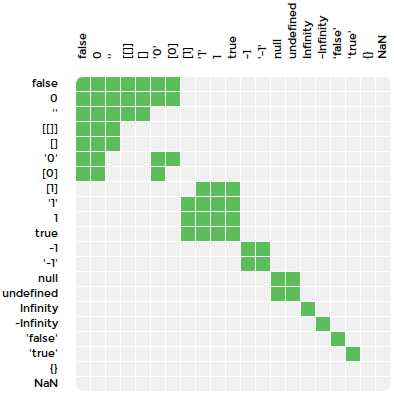 false
0
''
[[]]
[]
'0'
[0]
[1]
'1'
1
true
-1
'-1'
null
undefined
Infinity
-Infinity
'false'
'true'
{}
NaN
false
0
''
[[]]
[]
'0'
[0]
[1]
'1'
1
true
-1
'-1'
null
undefined
Infinity
-Infinity
'false'
'true'
{}
NaN